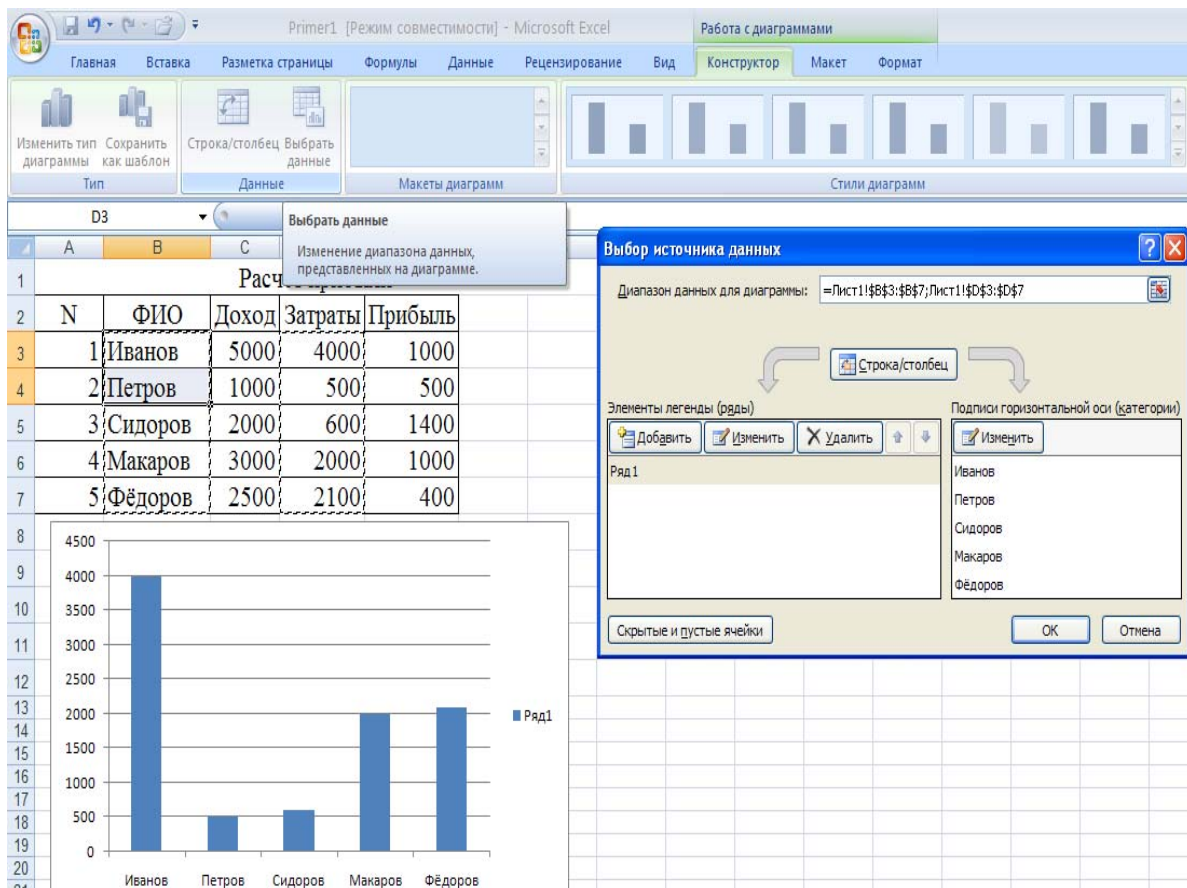 Primer1 [Режим совместимости] - Microsoft Excel
Работа с диаграммами
Главная Вставка Разметка страницы Формулы Данные Рецензирование Вид Конструктор Макет Формат
Изменить тип диаграммы
Сохранить как шаблон
Строка/столбец
Выбрать данные
Тип Данные Макеты диаграмм Стили диаграмм
D3
Выбрать данные
Изменение диапазона данных,
представленных на диаграмме.
A B C
1
2 N ФИО Доход Затраты Прибыль
3 1 Иванов 5000 4000 1000
4 2 Петров 1000 500 500
5 3 Сидоров 2000 600 1400
6 4 Макаров 3000 2000 1000
7 5 Фёдоров 2500 2100 400
8
9
10
11
12
13
14
15
16
17
18
19
20
4500
4000
3500
3000
2500
2000
1500
1000
500
0
Иванов Петров Сидоров Макаров Фёдоров
Ряд1
Выбор источника данных
Диапазон данных для диаграммы: =Лист1!$B$3:$B$7;Лист1!$D$3:$D$7
Строка/столбец
Элементы легенды (ряды)
Добавить Изменить Удалить
Ряд1
Подписи горизонтальной оси (категории)
Изменить
Иванов
Петров
Сидоров
Макаров
Фёдоров
Скрытые и пустые ячейки
ОК Отмена